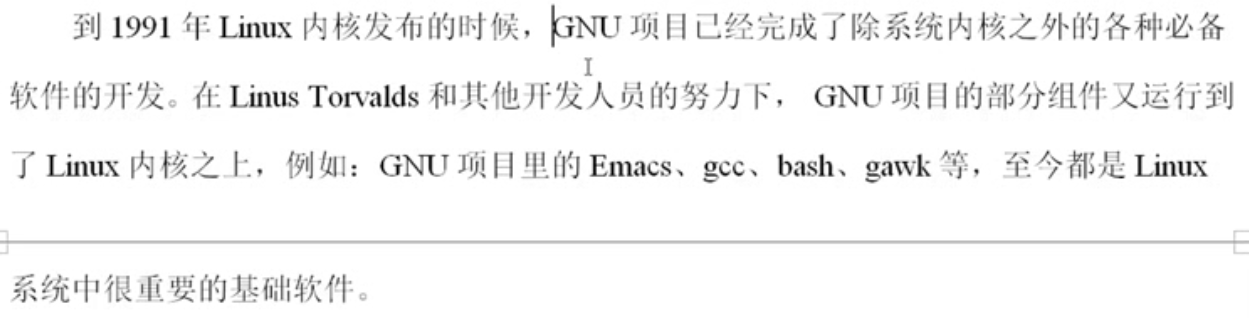 到 1991 年 Linux 内核发布的时候，GNU 项目已经完成了除系统内核之外的各种必备
软件的开发。在 Linus Torvalds 和其他开发人员的努力下， GNU 项目的部分组件又运行到
了 Linux 内核之上，例如：GNU 项目里的 Emacs、gcc、bash、gawk 等，至今都是 Linux
系统中很重要的基础软件。